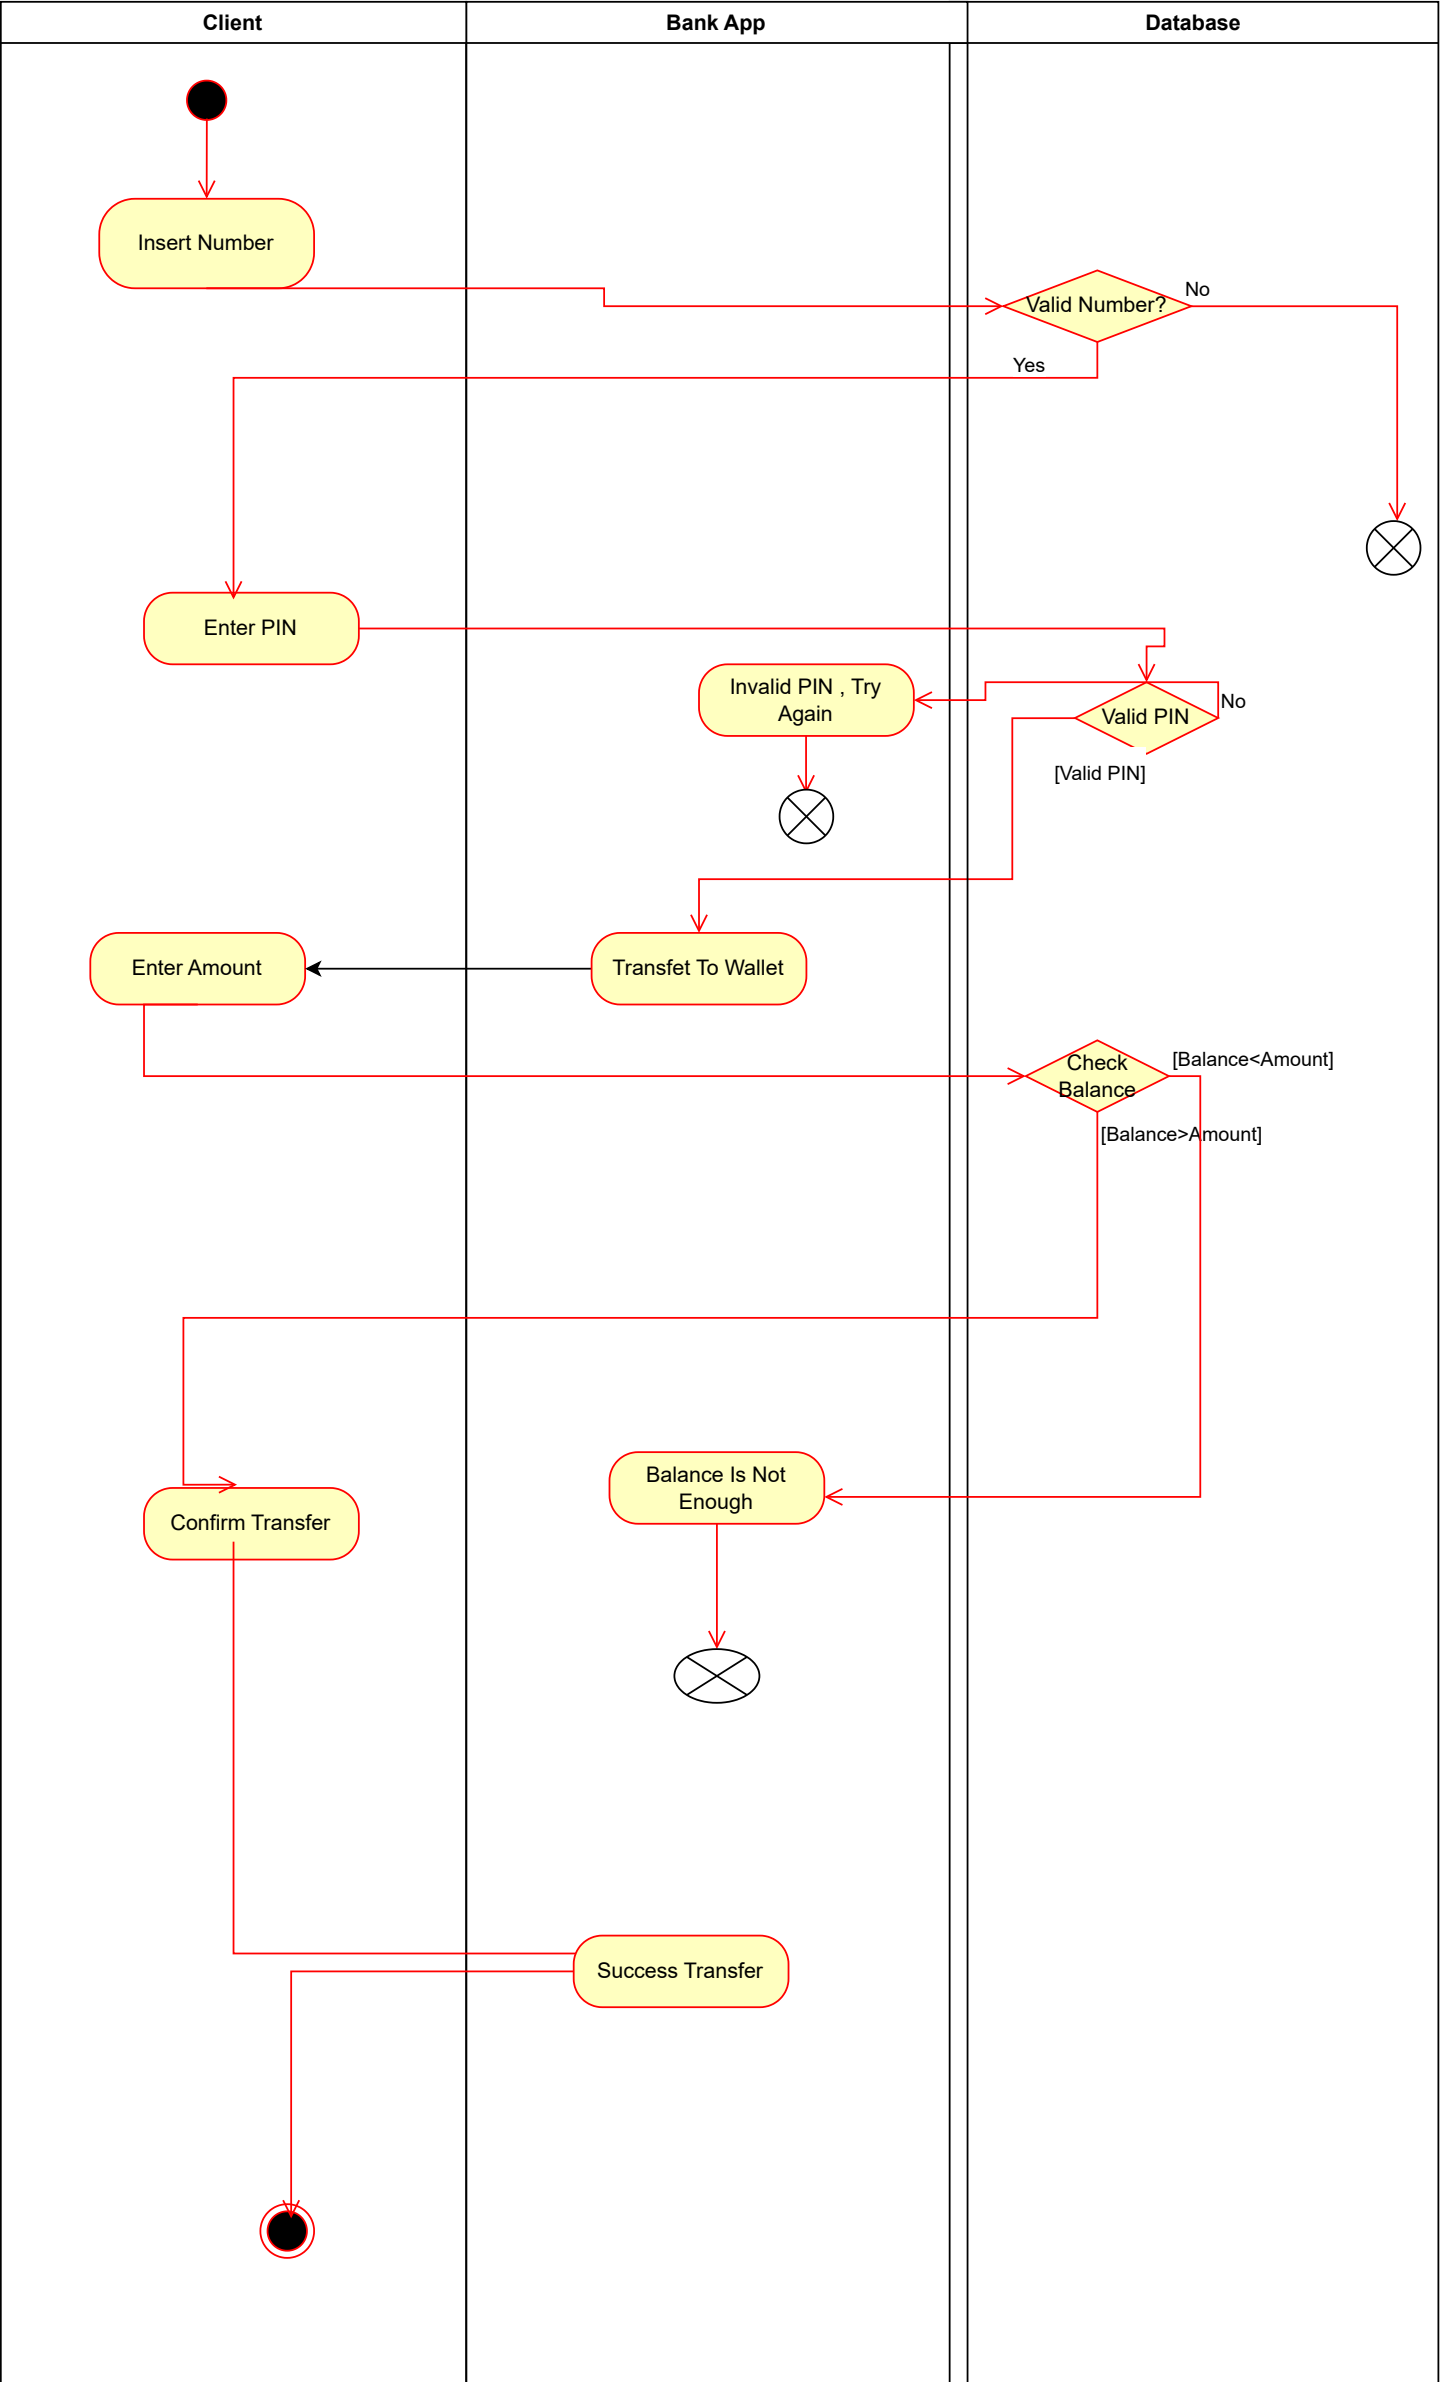 Client
Bank App
Database
Insert Number
Valid Number?
No
Yes
Enter PIN
Invalid PIN , Try
Again
Valid PIN
No
[Valid PIN]
Enter Amount
Transfet To Wallet
Check
Balance
[Balance<Amount]
[Balance>Amount]
Confirm Transfer
Balance Is Not
Enough
Success Transfer